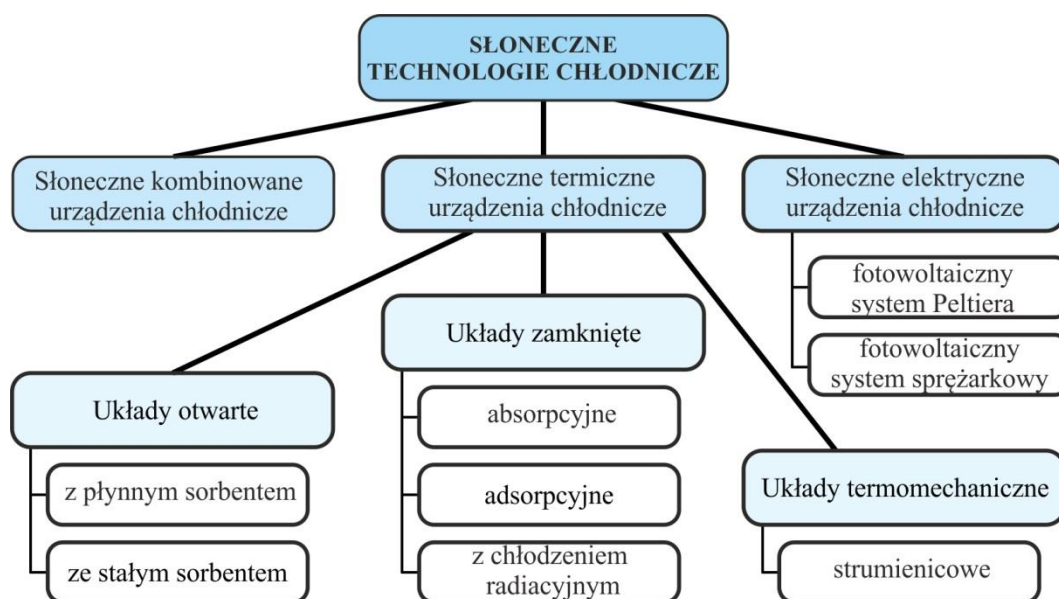 SŁONECZNE
TECHNOLOGIE CHŁODNICZE
Słoneczne kombinowane
urządzenia chłodnicze
Słoneczne termiczne
urządzenia chłodnicze
Słoneczne elektryczne
urządzenia chłodnicze
fotowoltaiczny
system Peltiera
fotowoltaiczny
system sprężarkowy
Układy otwarte
z płynnym sorbentem
ze stałym sorbentem
Układy zamknięte
absorpcyjne
adsorpcyjne
z chłodzeniem
radiacyjnym
Układy termomechaniczne
strumienicowe